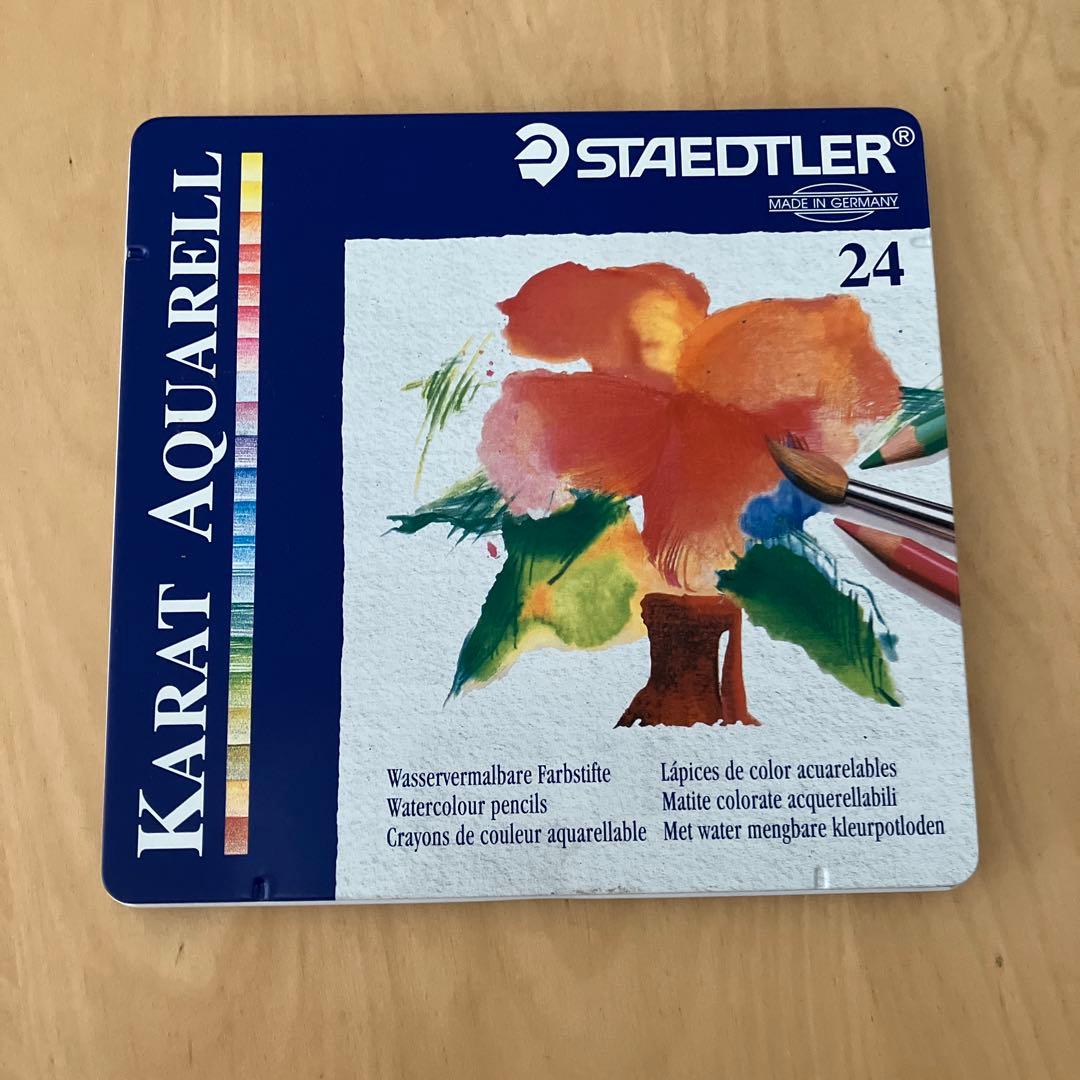 STAEDTLER®
MADE IN GERMANY
24
KARAT AQUARELL
Wasservermalbare Farbstifte
Watercolour pencils
Crayons de couleur aquarellable
Lápices de color acuarelables
Matite colorate acquerellabili
Met water mengbare kleurpotloden